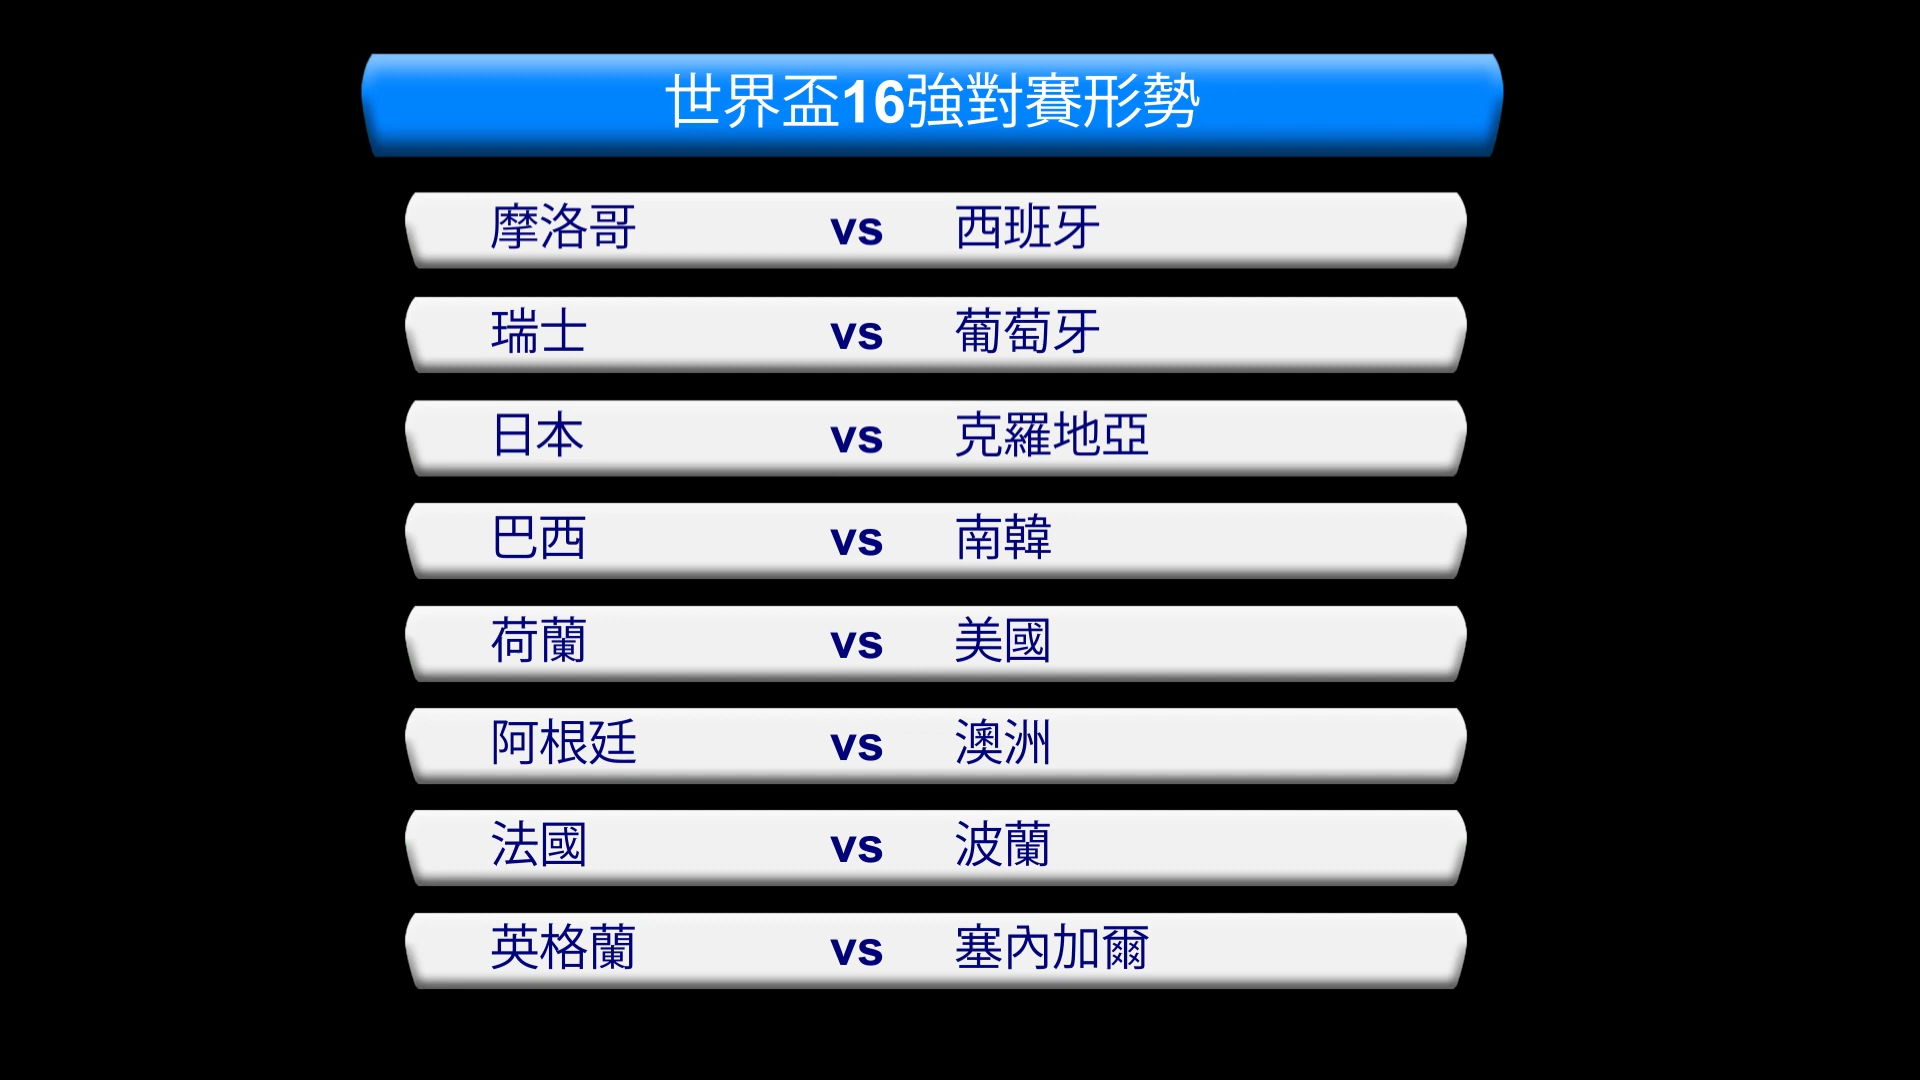 世界盃16強對賽形勢
摩洛哥 vs 西班牙
瑞士 vs 葡萄牙
日本 vs 克羅地亞
巴西 vs 南韓
荷蘭 vs 美國
阿根廷 vs 澳洲
法國 vs 波蘭
英格蘭 vs 塞內加爾